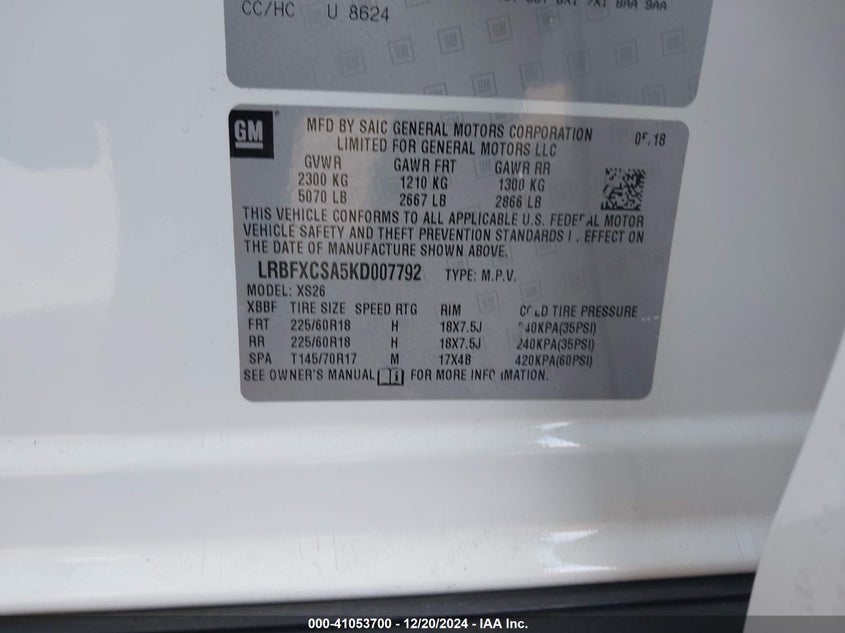 CC/HC U 8624
8AA 9AA
GM
MFD BY SAIC GENERAL MOTORS CORPORATION
LIMITED FOR GENERAL MOTORS LLC
GVWR GAWR FRT GAWR RR
2300 KG 1210 KG 1300 KG
5070 LB 2667 LB 2866 LB
THIS VEHICLE CONFORMS TO ALL APPLICABLE U.S. FEDERAL MOTOR
VEHICLE SAFETY AND THEFT PREVENTION STANDARDS EFFECT ON
THE DATE OF MANUFACTURE SHOWN ABOVE.
LRBFXCSA5KD007792 TYPE: M.P.V.
MODEL: XS26
XBBF TIRE SIZE SPEED RTG RIM COLD TIRE PRESSURE
FRT 225/60R18 H 18X7.5J 240KPA(35PSI)
RR 225/60R18 H 18X7.5J 240KPA(35PSI)
SPA T145/70R17 M 17X4B 420KPA(60PSI)
SEE OWNER'S MANUAL FOR MORE INFORMATION.
000-41053700 - 12/20/2024 - IAA Inc.